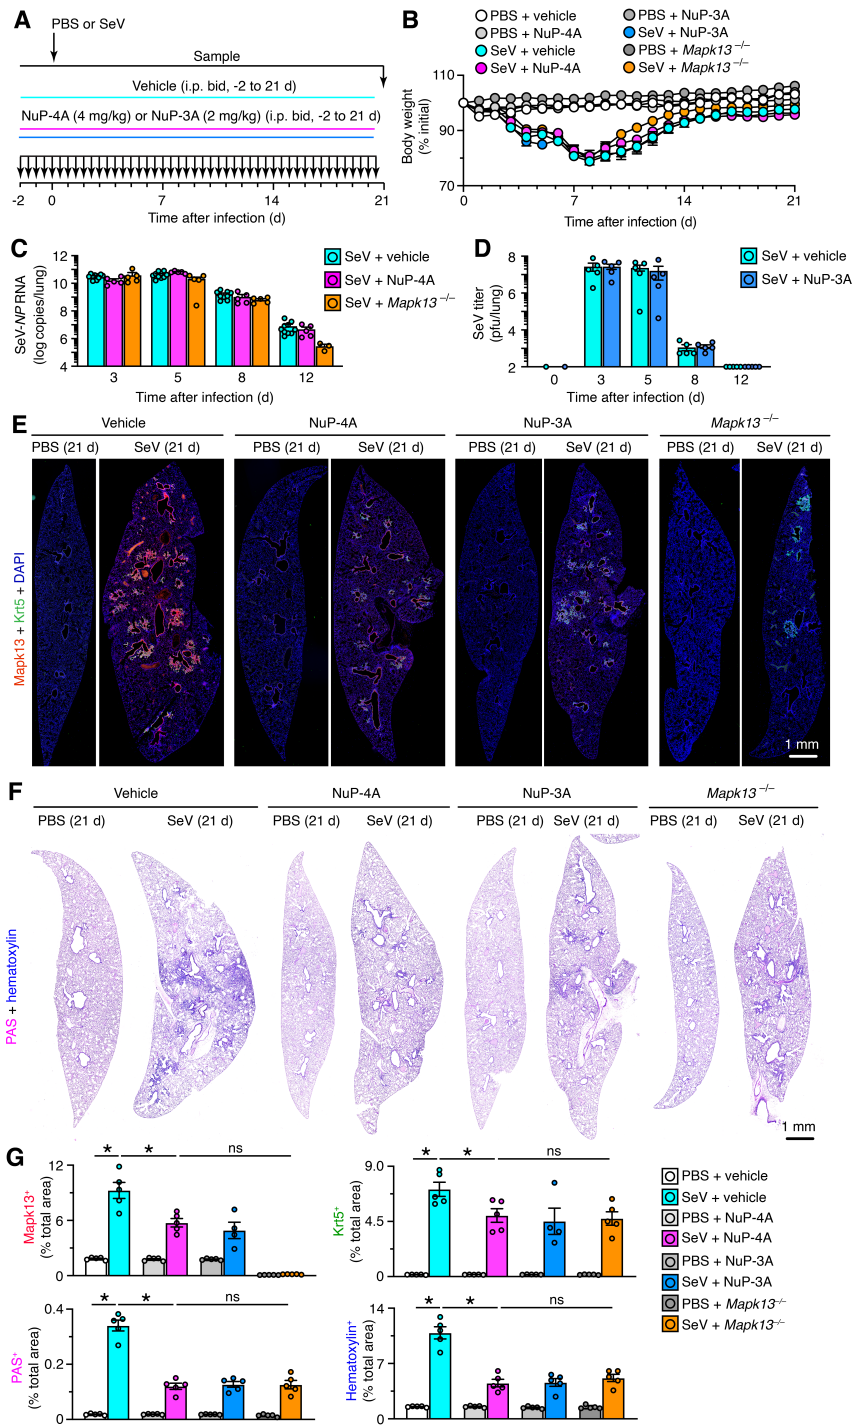 A
PBS or SeV
Sample
Vehicle (i.p. bid, -2 to 21 d)
NuP-4A (4 mg/kg) or NuP-3A (2 mg/kg) (i.p. bid, -2 to 21 d)
-2 0 7 14 21
Time after infection (d)
B
PBS + vehicle
PBS + NuP-4A
SeV + vehicle
SeV + NuP-4A
PBS + NuP-3A
SeV + NuP-3A
PBS + Mapk13−/−
SeV + Mapk13−/−
Body weight
(% initial)
110
90
70
0 7 14 21
Time after infection (d)
C
SeV-NP RNA
(log copies/lung)
12
10
8
6
4
3 5 8 12
Time after infection (d)
SeV + vehicle
SeV + NuP-4A
SeV + Mapk13−/−
D
SeV titer
(pfu/lung)
8
6
4
2
0 3 5 8 12
Time after infection (d)
SeV + vehicle
SeV + NuP-3A
E
Vehicle NuP-4A NuP-3A Mapk13−/−
PBS (21 d) SeV (21 d) PBS (21 d) SeV (21 d) PBS (21 d) SeV (21 d) PBS (21 d) SeV (21 d)
Mapk13 + Krt5 + DAPI
1 mm
F
Vehicle NuP-4A NuP-3A Mapk13−/−
PBS (21 d) SeV (21 d) PBS (21 d) SeV (21 d) PBS (21 d) SeV (21 d) PBS (21 d) SeV (21 d)
PAS + hematoxylin
1 mm
G
Mapk13+
(% total area)
12
6
0
* * ns
Krt5+
(% total area)
9.0
4.5
0
* * ns
PAS+
(% total area)
0.4
0.2
0
* * ns
Hematoxylin+
(% total area)
14
7
0
* * ns
PBS + vehicle
SeV + vehicle
PBS + NuP-4A
SeV + NuP-4A
PBS + NuP-3A
SeV + NuP-3A
PBS + Mapk13−/−
SeV + Mapk13−/−